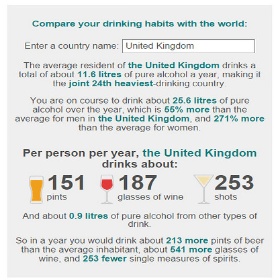 Compare your drinking habits with the world:
Enter a country name: United Kingdom
The average resident of the United Kingdom drinks a
total of about 11.6 litres of pure alcohol a year, making it
the joint 24th heaviest-drinking country.
You are on course to drink about 25.6 litres of pure
alcohol over the year, which is 55% more than the
average for men in the United Kingdom, and 271% more
than the average for women.
Per person per year, the United Kingdom
drinks about:
151 187 253
pints glasses of wine shots
And about 0.9 litres of pure alcohol from other types of
drink.
So in a year you would drink about 213 more pints of beer
than the average inhabitant, about 541 more glasses of
wine, and 253 fewer single measures of spirits.